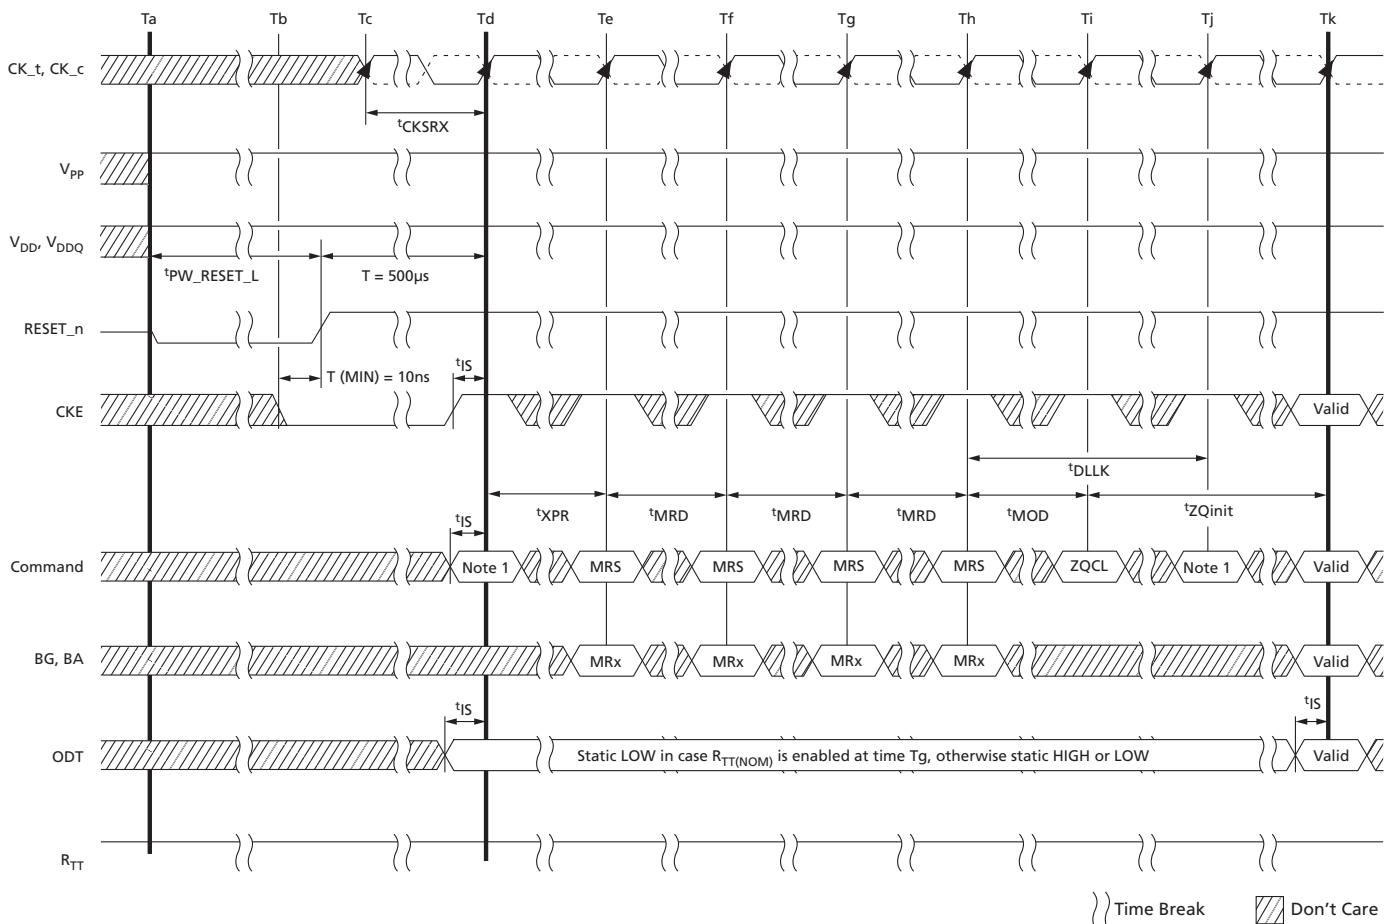 Ta Tb Tc Td Te Tf Tg Th Ti Tj Tk
CK_t, CK_c
tCKSRX
VPP
VDD, VDDQ
tPW_RESET_L T = 500µs
RESET_n
tIS
T (MIN) = 10ns
CKE Valid
tDLLK
tXPR tMRD tMRD tMRD tMOD tZQinit
tIS
Command Note 1 MRS MRS MRS MRS ZQCL Note 1 Valid
BG, BA MRx MRx MRx MRx Valid
tIS tIS
ODT Static LOW in case RTT(NOM) is enabled at time Tg, otherwise static HIGH or LOW Valid
RTT
Time Break Don't Care